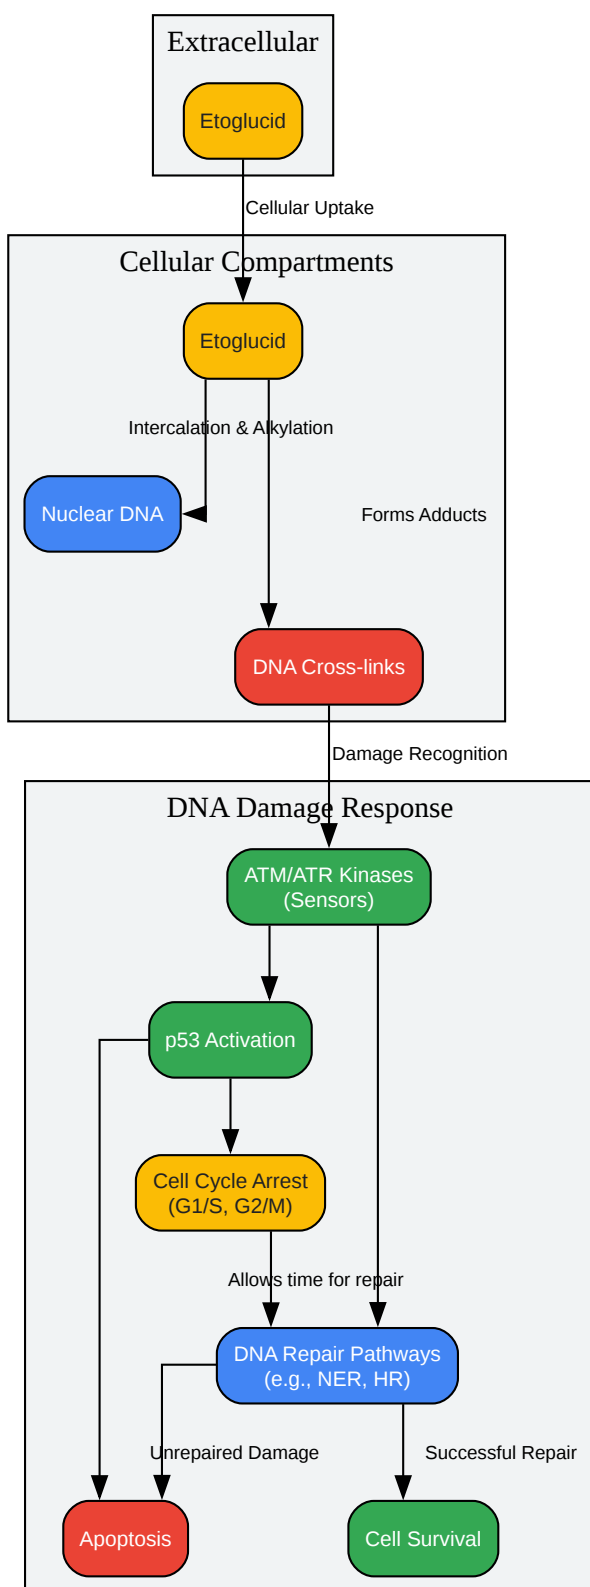 Extracellular
Etoglucid
Cellular Uptake
Cellular Compartments
Etoglucid
Intercalation & Alkylation
Nuclear DNA
Forms Adducts
DNA Cross-links
Damage Recognition
DNA Damage Response
ATM/ATR Kinases
(Sensors)
p53 Activation
Cell Cycle Arrest
(G1/S, G2/M)
Allows time for repair
DNA Repair Pathways
(e.g., NER, HR)
Unrepaired Damage
Successful Repair
Apoptosis
Cell Survival